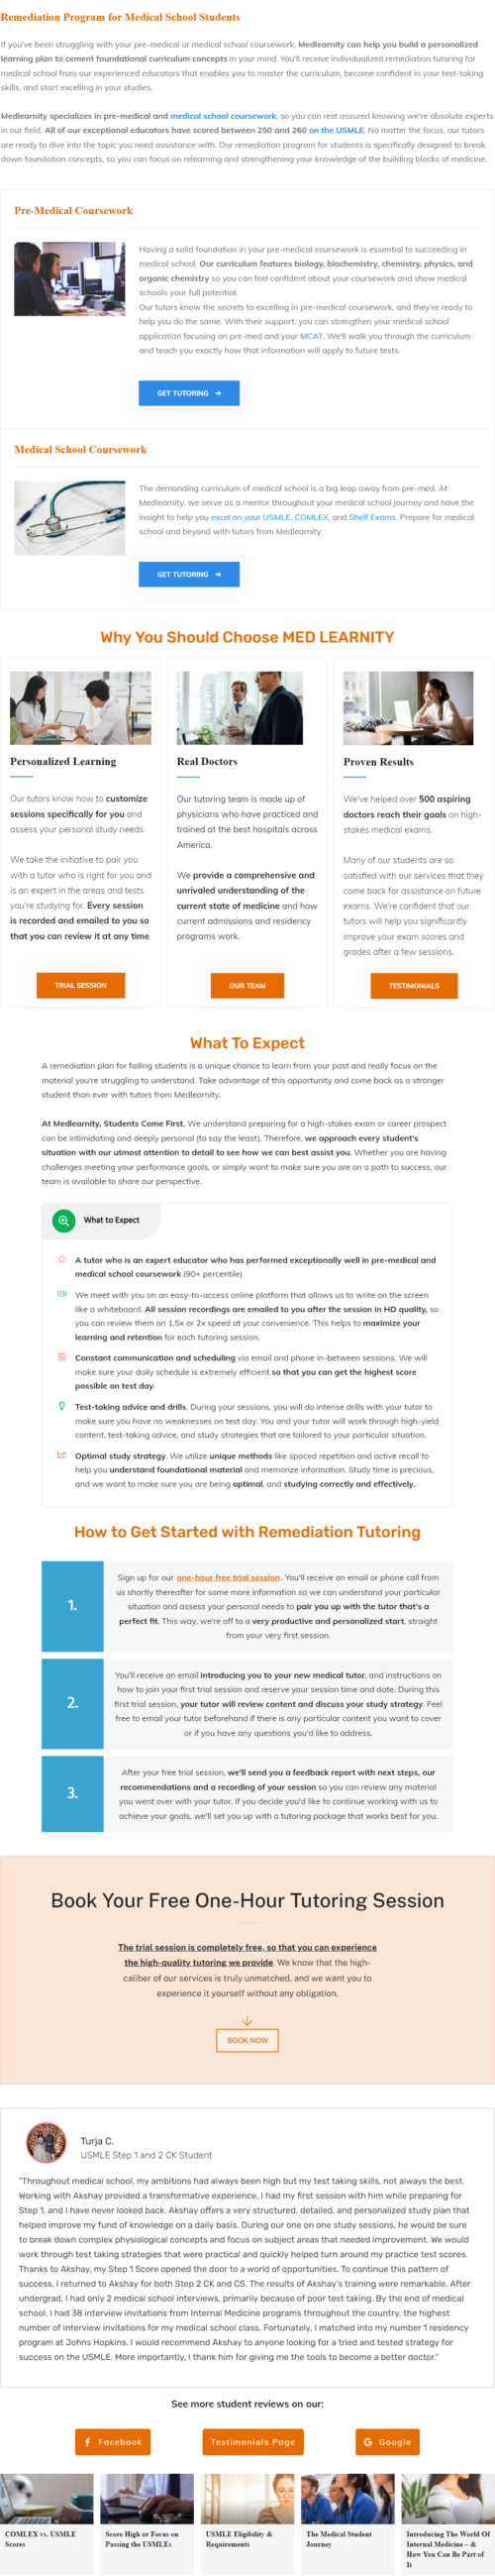 Remediation Program for Medical School Students
If you've been struggling with your pre-medical or medical school coursework, Medlearnity can help you build a personalized
learning plan to cement foundational curriculum concepts in your mind. You'll receive individualized remediation tutoring for
medical school from our experienced educators that enables you to master the curriculum, become confident in your test-taking
skills, and start excelling in your studies.
Medlearnity specializes in pre-medical and medical school coursework, so you can rest assured knowing we're absolute experts
in our field. All of our exceptional educators have scored between 250 and 260 on the USMLE. No matter the focus, our tutors
are ready to dive into the topic you need assistance with. Our remediation program for students is specifically designed to break
down foundation concepts, so you can focus on relearning and strengthening your knowledge of the building blocks of medicine.
Pre-Medical Coursework
Having a solid foundation in your pre-medical coursework is essential to succeeding in
medical school. Our curriculum features biology, biochemistry, chemistry, physics, and
organic chemistry so you can feel confident about your coursework and show medical
schools your full potential.
Our tutors know the secrets to excelling in pre-medical coursework, and they're ready to
help you do the same. With their support, you can strengthen your medical school
application focusing on pre-med and your MCAT. We'll walk you through the curriculum
and teach you exactly how that information will apply to future tests.
GET TUTORING →
Medical School Coursework
The demanding curriculum of medical school is a big leap away from pre-med. At
Medlearnity, we serve as a mentor throughout your medical school journey and have the
insight to help you excel on your USMLE, COMLEX, and Shelf Exams. Prepare for medical
school and beyond with tutors from Medlearnity.
GET TUTORING →
Why You Should Choose MED LEARNITY
Personalized Learning
Our tutors know how to customize
sessions specifically for you and
assess your personal study needs.
We take the initiative to pair you
with a tutor who is right for you and
is an expert in the areas and tests
you're studying for. Every session
is recorded and emailed to you so
that you can review it at any time.
TRIAL SESSION
Real Doctors
Our tutoring team is made up of
physicians who have practiced and
trained at the best hospitals across
America.
We provide a comprehensive and
unrivaled understanding of the
current state of medicine and how
current admissions and residency
programs work.
OUR TEAM
Proven Results
We've helped over 500 aspiring
doctors reach their goals on high-
stakes medical exams.
Many of our students are so
satisfied with our services that they
come back for assistance on future
exams. We're confident that our
tutors will help you significantly
improve your exam scores and
grades after a few sessions.
TESTIMONIALS
What To Expect
A remediation plan for failing students is a unique chance to learn from your past and really focus on the
material you're struggling to understand. Take advantage of this opportunity and come back as a stronger
student than ever with tutors from Medlearnity.
At Medlearnity, Students Come First. We understand preparing for a high-stakes exam or career prospect
can be intimidating and deeply personal (to say the least). Therefore, we approach every student's
situation with our utmost attention to detail to see how we can best assist you. Whether you are having
challenges meeting your performance goals, or simply want to make sure you are on a path to success, our
team is available to share our perspective.
What to Expect
A tutor who is an expert educator who has performed exceptionally well in pre-medical and
medical school coursework (90+ percentile)
We meet with you on an easy-to-access online platform that allows us to write on the screen
like a whiteboard. All session recordings are emailed to you after the session in HD quality, so
you can review them on 1.5x or 2x speed at your convenience. This helps to maximize your
learning and retention for each tutoring session.
Constant communication and scheduling via email and phone in-between sessions. We will
make sure your daily schedule is extremely efficient so that you can get the highest score
possible on test day.
Test-taking advice and drills. During your sessions, you will do intense drills with your tutor to
make sure you have no weaknesses on test day. You and your tutor will work through high-yield
content, test-taking advice, and study strategies that are tailored to your particular situation.
Optimal study strategy. We utilize unique methods like spaced repetition and active recall to
help you understand foundational material and memorize information. Study time is precious,
and we want to make sure you are being optimal, and studying correctly and effectively.
How to Get Started with Remediation Tutoring
1.
Sign up for our one-hour free trial session. You'll receive an email or phone call from
us shortly thereafter for some more information so we can understand your particular
situation and assess your personal needs to pair you up with the tutor that's a
perfect fit. This way, we're off to a very productive and personalized start, straight
from your very first session.
2.
You'll receive an email introducing you to your new medical tutor, and instructions on
how to join your first trial session and reserve your session time and date. During this
first trial session, your tutor will review content and discuss your study strategy. Feel
free to email your tutor beforehand if there is any particular content you want to cover
or if you have any questions you'd like to address.
3.
After your free trial session, we'll send you a feedback report with next steps, our
recommendations and a recording of your session so you can review any material
you went over with your tutor. If you decide you'd like to continue working with us to
achieve your goals, we'll set you up with a tutoring package that works best for you.
Book Your Free One-Hour Tutoring Session
The trial session is completely free, so that you can experience
the high-quality tutoring we provide. We know that the high-
caliber of our services is truly unmatched, and we want you to
experience it yourself without any obligation.
BOOK NOW
Turja C.
USMLE Step 1 and 2 CK Student
"Throughout medical school, my ambitions had always been high but my test taking skills, not always the best.
Working with Akshay provided a transformative experience. I had my first session with him while preparing for
Step 1, and I have never looked back. Akshay offers a very structured, detailed, and personalized study plan that
helped improve my fund of knowledge on a daily basis. During our one on one study sessions, he would be sure
to break down complex physiological concepts and focus on subject areas that needed improvement. We would
work through test taking strategies that were practical and quickly helped turn around my practice test scores.
Thanks to Akshay, my Step 1 Score opened the door to a world of opportunities. To continue this pattern of
success, I returned to Akshay for both Step 2 CK and CS. The results of Akshay's training were remarkable. After
undergrad, I had only 2 medical school interviews, primarily because of poor test taking. By the end of medical
school, I had 38 interview invitations from Internal Medicine programs throughout the country, the highest
number of interview invitations for my medical school class. Fortunately, I matched into my number 1 residency
program at Johns Hopkins. I would recommend Akshay to anyone looking for a tried and tested strategy for
success on the USMLE. More importantly, I thank him for giving me the tools to become a better doctor."
See more student reviews on our:
Facebook
Testimonials Page
Google
COMLEX vs. USMLE
Scores
Score High or Focus on
Passing the USMLEs
USMLE Eligibility &
Requirements
The Medical Student
Journey
Introducing The World Of
Internal Medicine – &
How You Can Be Part of
It